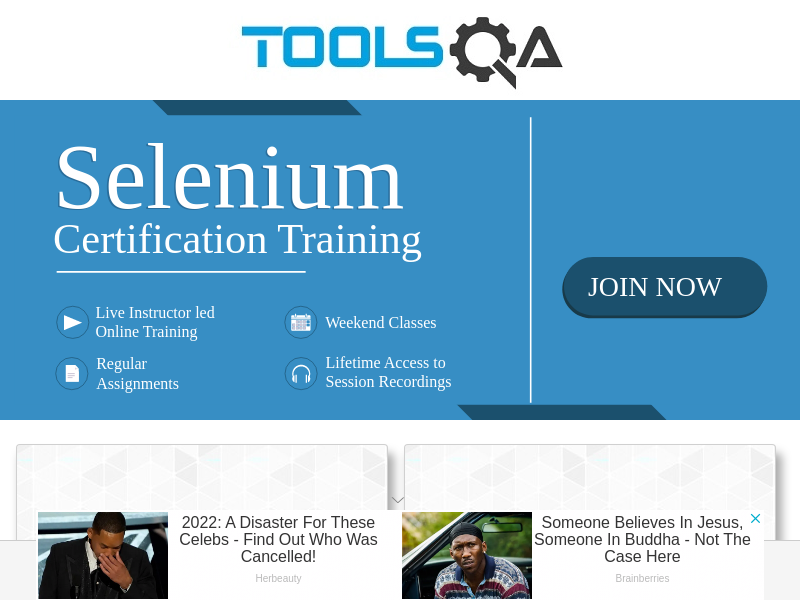 TOOLSQA
Selenium
Certification Training
JOIN NOW
Live Instructor led
Online Training
Weekend Classes
Regular
Assignments
Lifetime Access to
Session Recordings
2022: A Disaster For These
Celebs - Find Out Who Was
Cancelled!
Herbeauty
Someone Believes In Jesus,
Someone In Buddha - Not The
Case Here
Brainberries